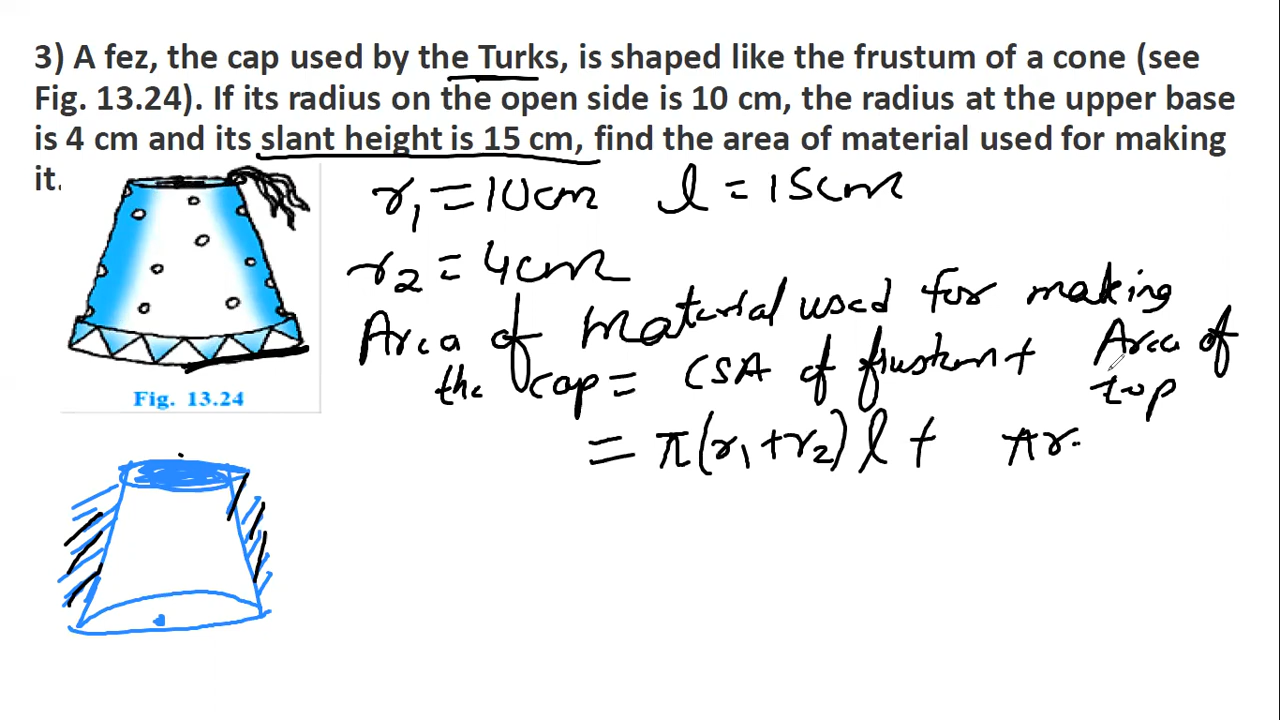 3) A fez, the cap used by the Turks, is shaped like the frustum of a cone (see
Fig. 13.24). If its radius on the open side is 10 cm, the radius at the upper base
is 4 cm and its slant height is 15 cm, find the area of material used for making
it.
r₁ = 10cm l = 15cm
r₂ = 4cm
Area of Material used for making
the cap = CSA of frustum + Area of
top
= π(r₁+r₂)l + πr
Fig. 13.24